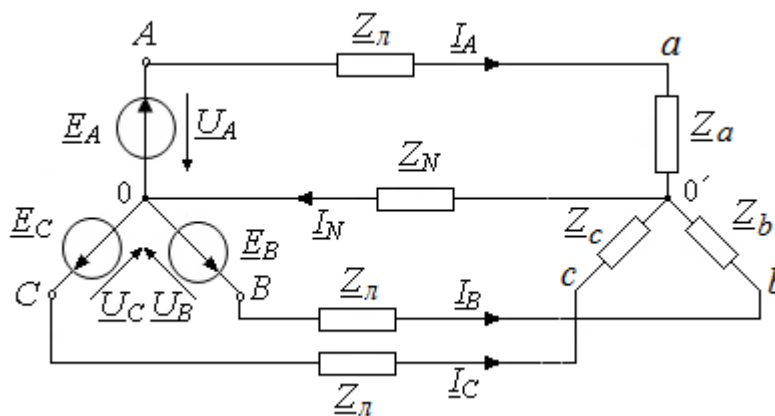 A
Z_л
I_A
a
E_A
U_A
Z_a
Z_N
0
0´
I_N
E_C
E_B
Z_c
Z_b
C
U_C
U_B
B
Z_л
I_B
c
b
Z_л
I_C